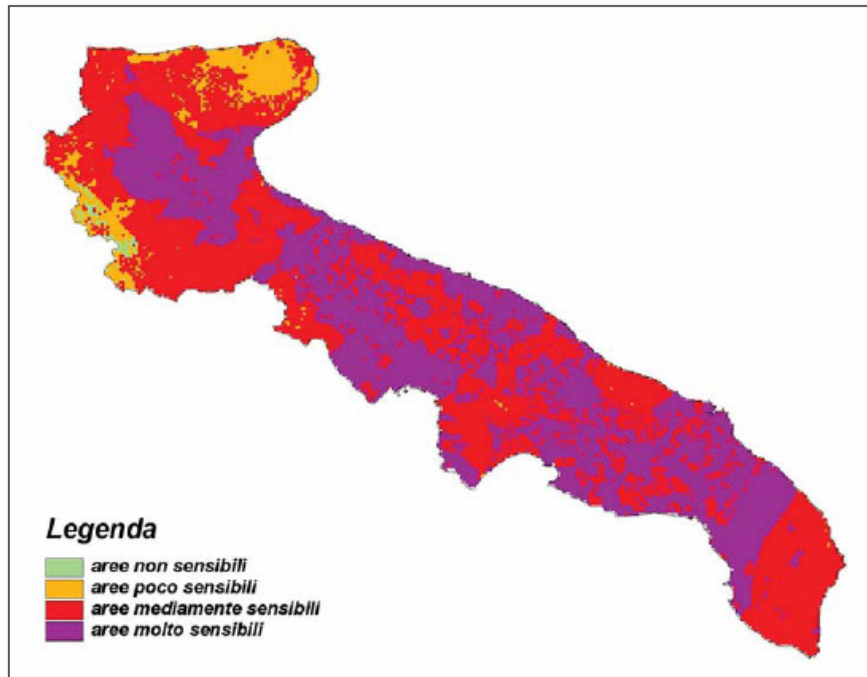 Legenda
aree non sensibili
aree poco sensibili
aree mediamente sensibili
aree molto sensibili